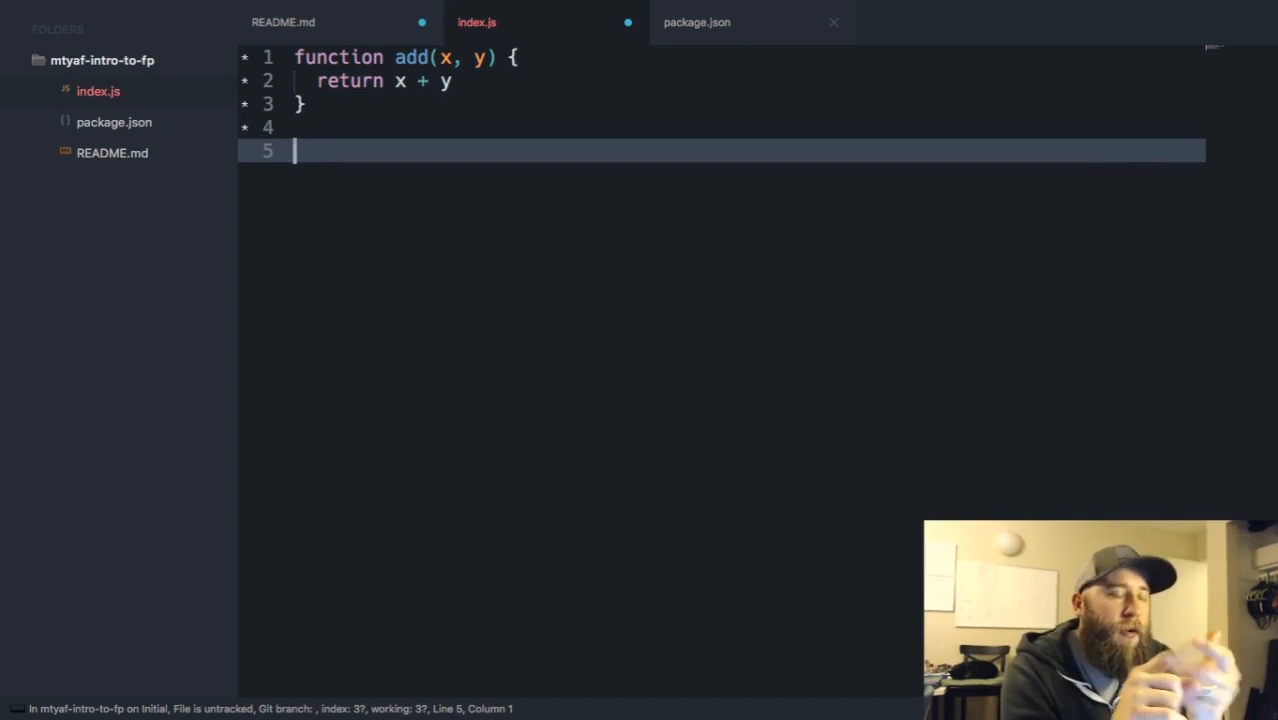 FOLDERS
mtyaf-intro-to-fp
JS index.js
{} package.json
README.md
README.md
index.js
package.json
* 1 function add(x, y) {
* 2 return x + y
* 3 }
* 4
5
In mtyaf-intro-to-fp on Initial, File is untracked, Git branch: , index: 3?, working: 3?, Line 5, Column 1